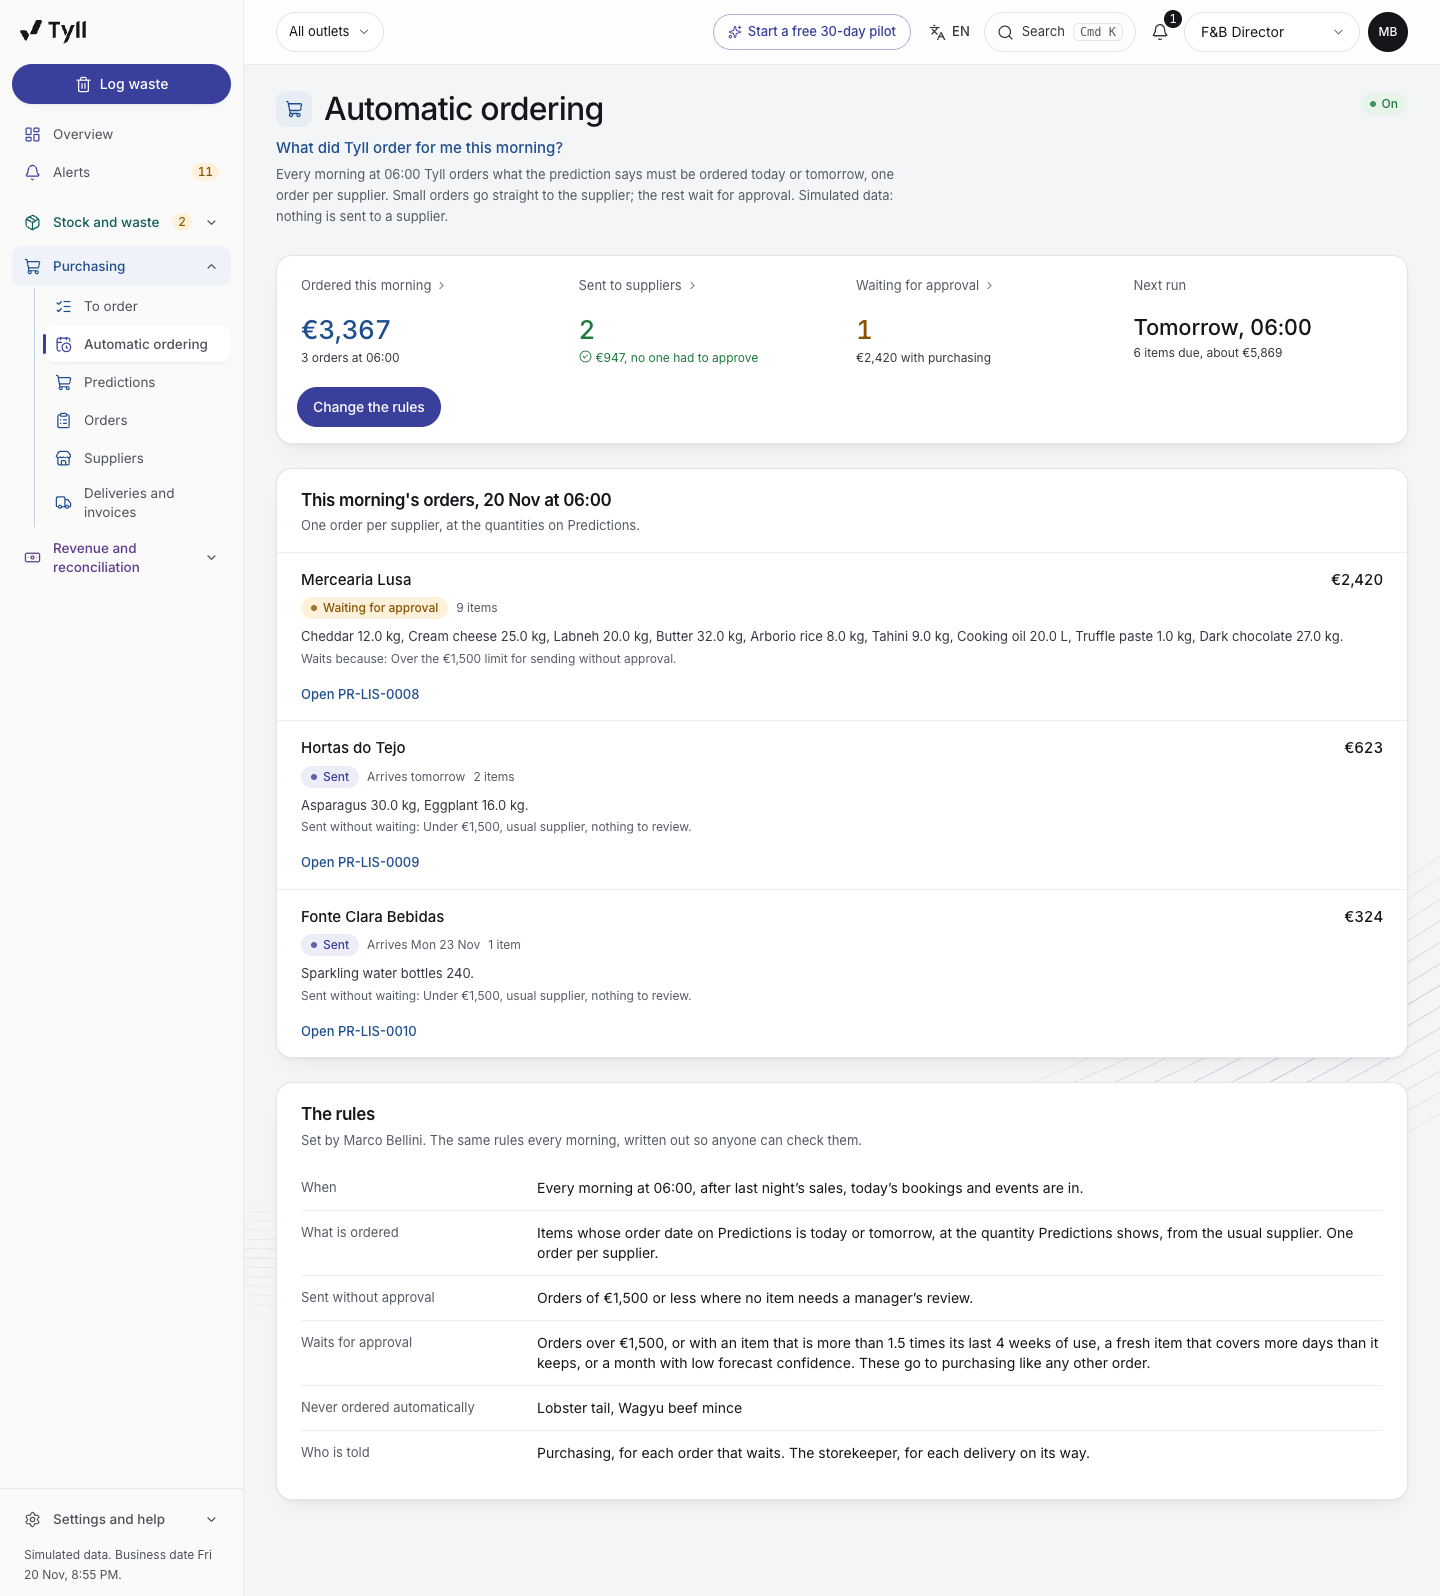 Tyll
All outlets
Start a free 30-day pilot
EN
Search
Cmd K
1
F&B Director
MB
Log waste
Overview
Alerts
11
Stock and waste
2
Purchasing
To order
Automatic ordering
Predictions
Orders
Suppliers
Deliveries and
invoices
Revenue and
reconciliation
Settings and help
Simulated data. Business date Fri
20 Nov, 8:55 PM.
Automatic ordering
On
What did Tyll order for me this morning?
Every morning at 06:00 Tyll orders what the prediction says must be ordered today or tomorrow, one
order per supplier. Small orders go straight to the supplier; the rest wait for approval. Simulated data:
nothing is sent to a supplier.
Ordered this morning
€3,367
3 orders at 06:00
Sent to suppliers
2
€947, no one had to approve
Waiting for approval
1
€2,420 with purchasing
Next run
Tomorrow, 06:00
6 items due, about €5,869
Change the rules
This morning's orders, 20 Nov at 06:00
One order per supplier, at the quantities on Predictions.
Mercearia Lusa
€2,420
Waiting for approval
9 items
Cheddar 12.0 kg, Cream cheese 25.0 kg, Labneh 20.0 kg, Butter 32.0 kg, Arborio rice 8.0 kg, Tahini 9.0 kg, Cooking oil 20.0 L, Truffle paste 1.0 kg, Dark chocolate 27.0 kg.
Waits because: Over the €1,500 limit for sending without approval.
Open PR-LIS-0008
Hortas do Tejo
€623
Sent
Arrives tomorrow
2 items
Asparagus 30.0 kg, Eggplant 16.0 kg.
Sent without waiting: Under €1,500, usual supplier, nothing to review.
Open PR-LIS-0009
Fonte Clara Bebidas
€324
Sent
Arrives Mon 23 Nov
1 item
Sparkling water bottles 240.
Sent without waiting: Under €1,500, usual supplier, nothing to review.
Open PR-LIS-0010
The rules
Set by Marco Bellini. The same rules every morning, written out so anyone can check them.
When
Every morning at 06:00, after last night’s sales, today’s bookings and events are in.
What is ordered
Items whose order date on Predictions is today or tomorrow, at the quantity Predictions shows, from the usual supplier. One
order per supplier.
Sent without approval
Orders of €1,500 or less where no item needs a manager’s review.
Waits for approval
Orders over €1,500, or with an item that is more than 1.5 times its last 4 weeks of use, a fresh item that covers more days than it
keeps, or a month with low forecast confidence. These go to purchasing like any other order.
Never ordered automatically
Lobster tail, Wagyu beef mince
Who is told
Purchasing, for each order that waits. The storekeeper, for each delivery on its way.